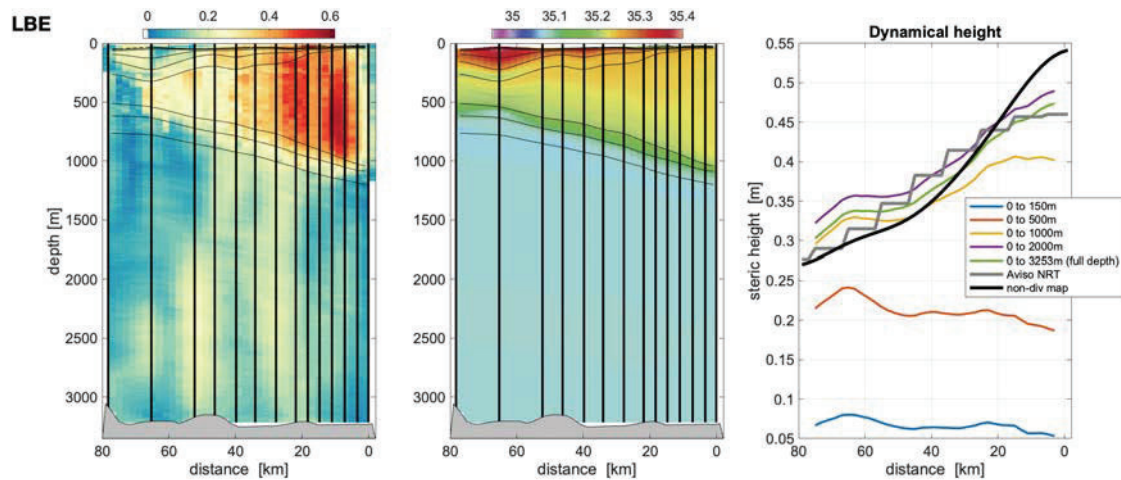 LBE
0 0.2 0.4 0.6
35 35.1 35.2 35.3 35.4
Dynamical height
depth [m]
0
500
1000
1500
2000
2500
3000
80 60 40 20 0
distance [km]
0
500
1000
1500
2000
2500
3000
80 60 40 20 0
distance [km]
steric height [m]
0.55
0.5
0.45
0.4
0.35
0.3
0.25
0.2
0.15
0.1
0.05
80 60 40 20 0
distance [km]
0 to 150m
0 to 500m
0 to 1000m
0 to 2000m
0 to 3253m (full depth)
Aviso NRT
non-div map